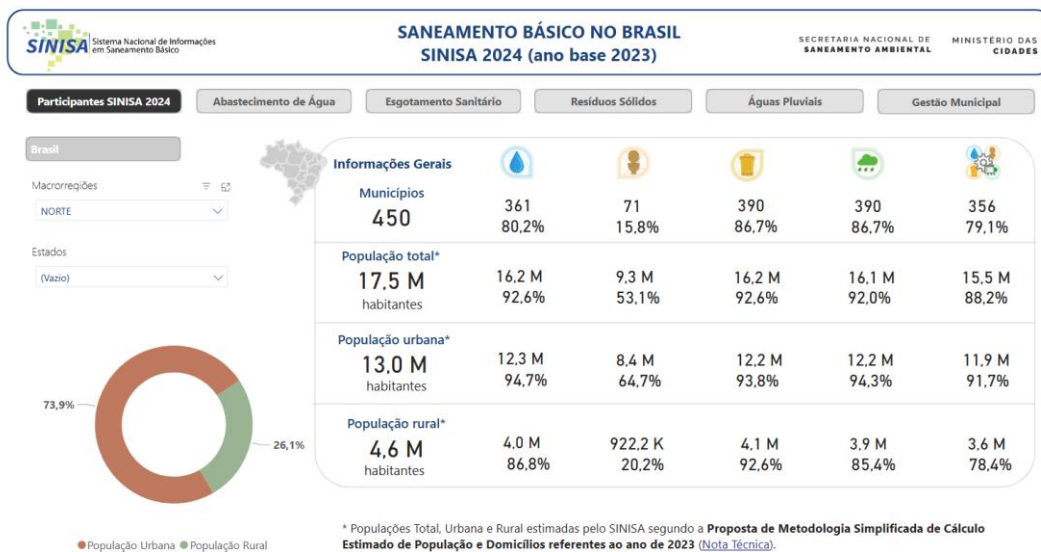 SINISA
Sistema Nacional de Informações
em Saneamento Básico
SANEAMENTO BÁSICO NO BRASIL
SINISA 2024 (ano base 2023)
SECRETARIA NACIONAL DE
SANEAMENTO AMBIENTAL
MINISTÉRIO DAS
CIDADES
Participantes SINISA 2024
Abastecimento de Água
Esgotamento Sanitário
Resíduos Sólidos
Águas Pluviais
Gestão Municipal
Brasil
Macrorregiões
NORTE
Estados
(Vazio)
73,9%
26,1%
População Urbana
População Rural
Informações Gerais
Municípios
450
361
80,2%
71
15,8%
390
86,7%
390
86,7%
356
79,1%
População total*
17,5 M
habitantes
16,2 M
92,6%
9,3 M
53,1%
16,2 M
92,6%
16,1 M
92,0%
15,5 M
88,2%
População urbana*
13,0 M
habitantes
12,3 M
94,7%
8,4 M
64,7%
12,2 M
93,8%
12,2 M
94,3%
11,9 M
91,7%
População rural*
4,6 M
habitantes
4,0 M
86,8%
922,2 K
20,2%
4,1 M
92,6%
3,9 M
85,4%
3,6 M
78,4%
* Populações Total, Urbana e Rural estimadas pelo SINISA segundo a Proposta de Metodologia Simplificada de Cálculo
Estimado de População e Domicílios referentes ao ano de 2023 (Nota Técnica).